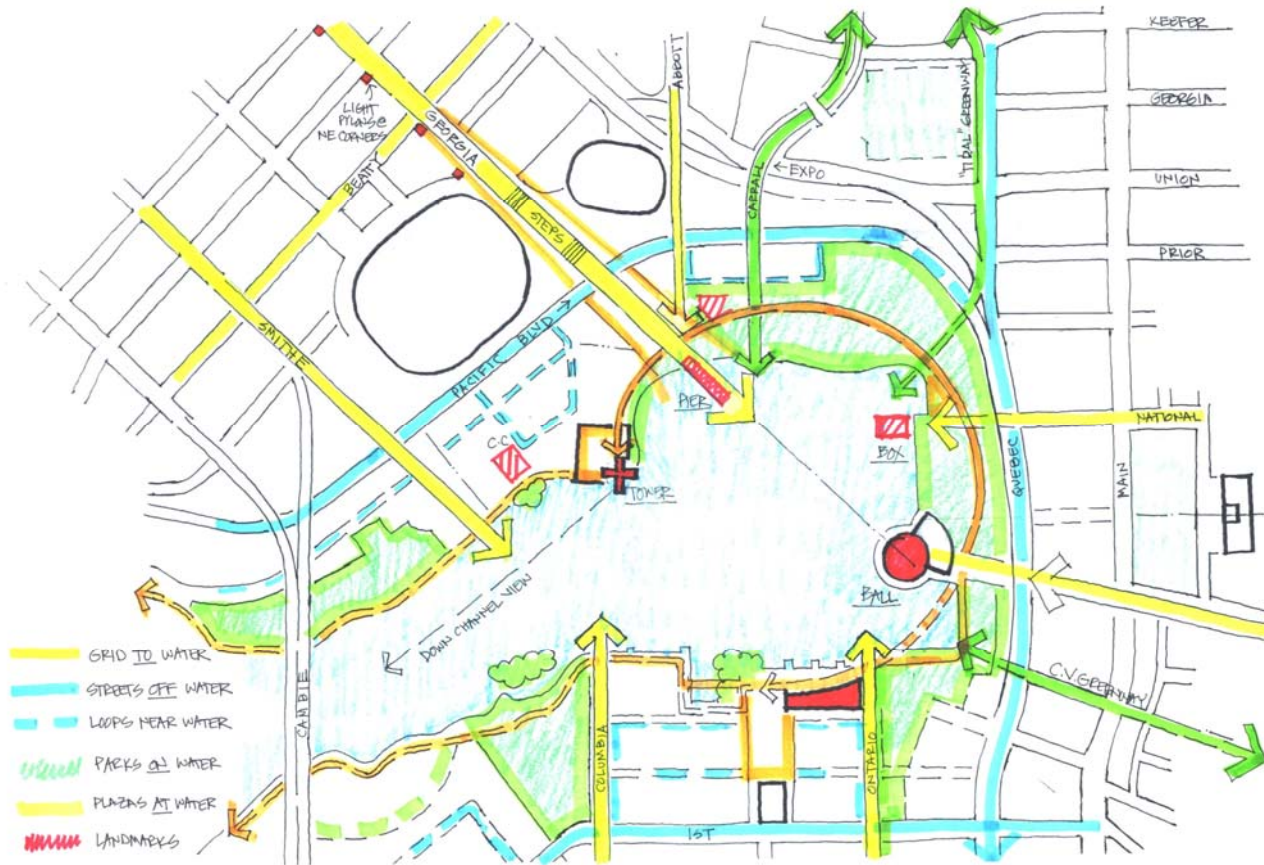 KEEFER
ABBOTT
GEORGIA
"TIDAL" GREENWAY
GEORGIA
LIGHT
PYLONS @
NE CORNERS
BEATTY
CARRALL
← EXPO
UNION
STEPS
PRIOR
SMITHE
PACIFIC BLVD →
PIER
NATIONAL
BOX
C.C.
TOWER
QUEBEC
MAIN
BALL
DOWN CHANNEL VIEW
GRID TO WATER
STREETS OFF WATER
LOOPS NEAR WATER
PARKS ON WATER
PLAZAS AT WATER
LANDMARKS
CAMBIE
C.V. GREENWAY
COLUMBIA
ONTARIO
1ST